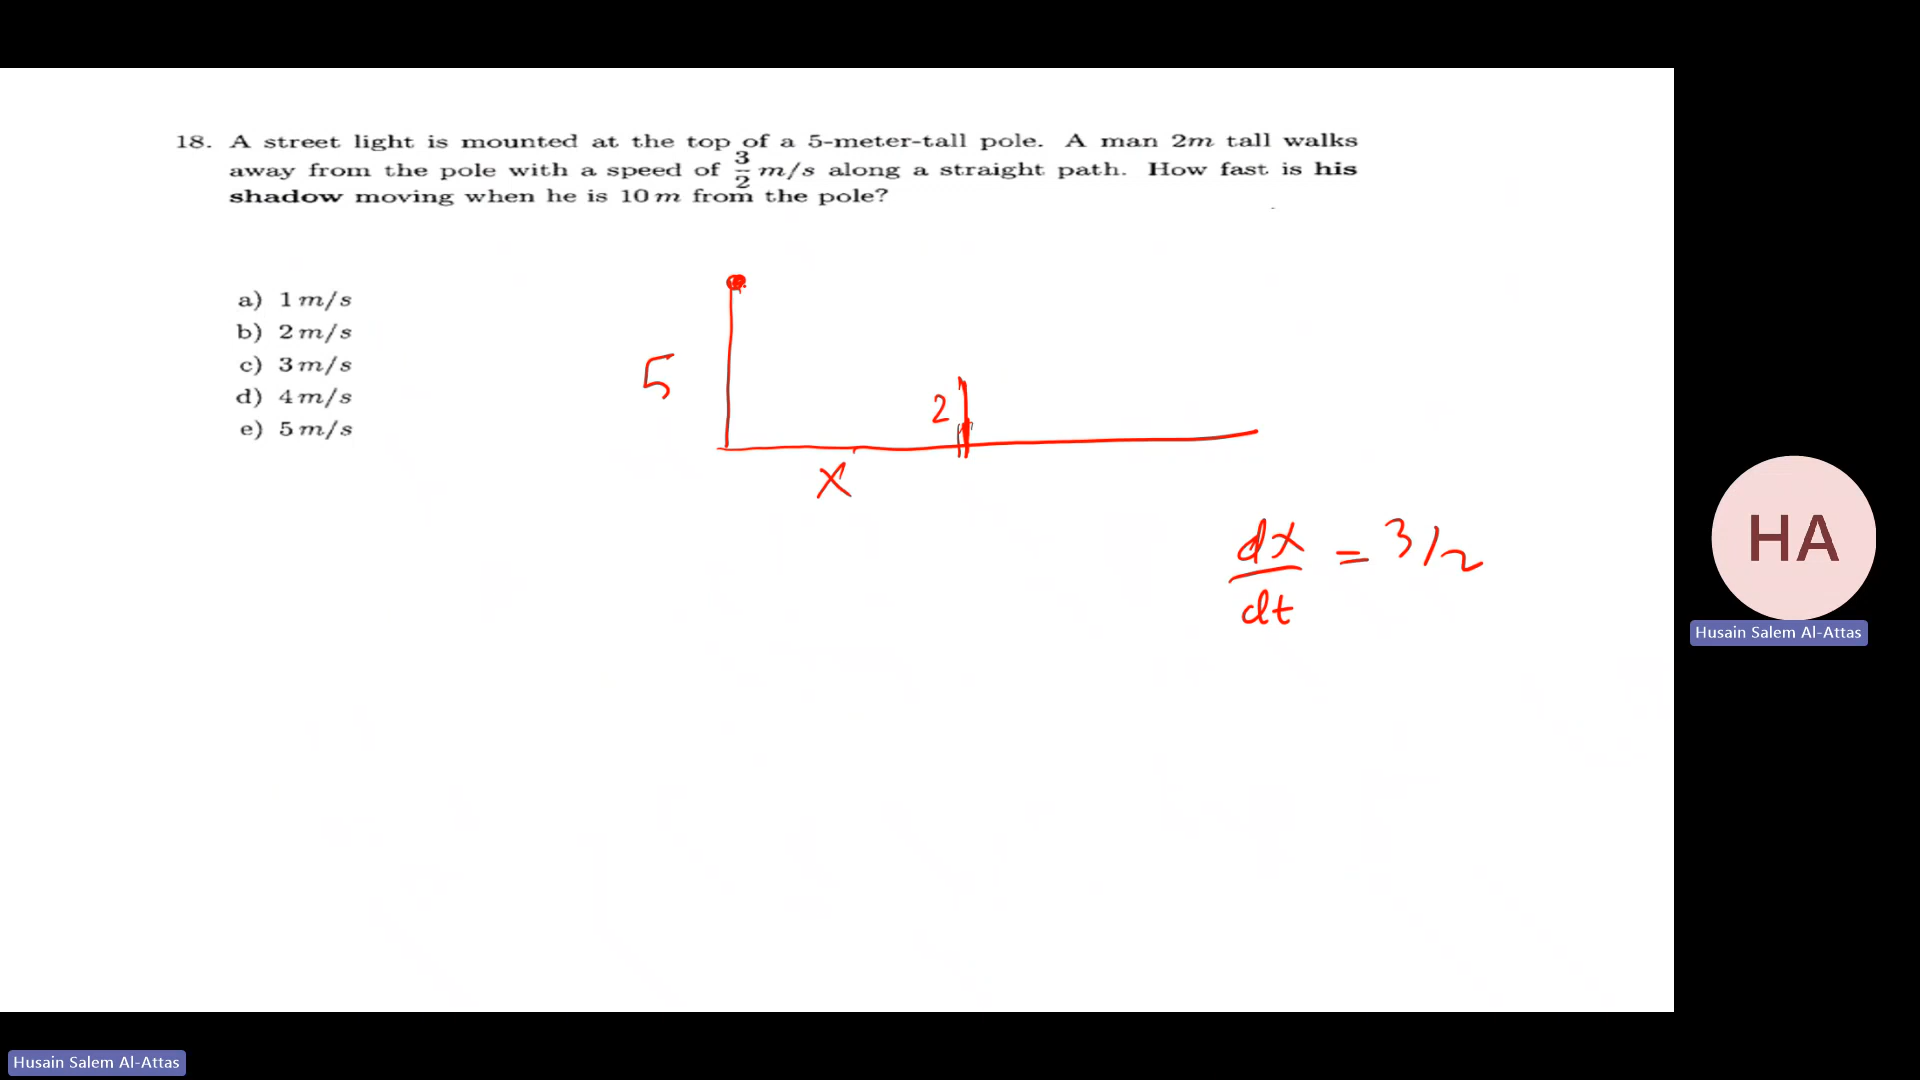 18. A street light is mounted at the top of a 5-meter-tall pole. A man 2m tall walks
away from the pole with a speed of 3/2 m/s along a straight path. How fast is his
shadow moving when he is 10 m from the pole?
a) 1 m/s
b) 2 m/s
c) 3 m/s
d) 4 m/s
e) 5 m/s
5
2
x
dx/dt = 3/2
HA
Husain Salem Al-Attas
Husain Salem Al-Attas